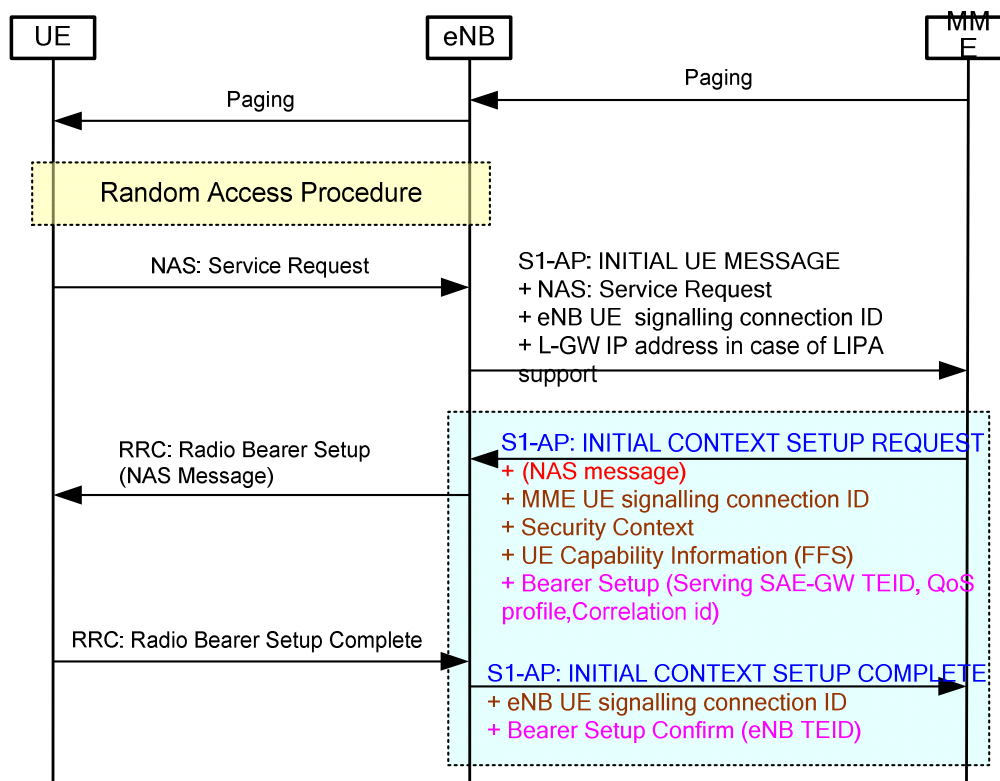 UE
eNB
MM
E
Paging
Paging
Random Access Procedure
NAS: Service Request
S1-AP: INITIAL UE MESSAGE
+ NAS: Service Request
+ eNB UE  signalling connection ID
+ L-GW IP address in case of LIPA
support
RRC: Radio Bearer Setup
(NAS Message)
S1-AP: INITIAL CONTEXT SETUP REQUEST
+ (NAS message)
+ MME UE signalling connection ID
+ Security Context
+ UE Capability Information (FFS)
+ Bearer Setup (Serving SAE-GW TEID, QoS
profile,Correlation id)
RRC: Radio Bearer Setup Complete
S1-AP: INITIAL CONTEXT SETUP COMPLETE
+ eNB UE signalling connection ID
+ Bearer Setup Confirm (eNB TEID)